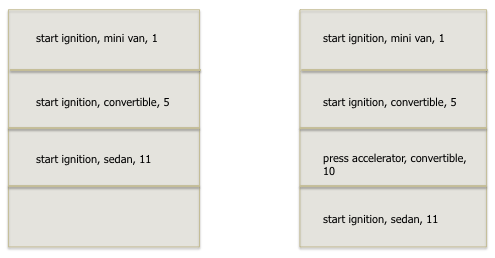 start ignition, mini van, 1
start ignition, convertible, 5
start ignition, sedan, 11
start ignition, mini van, 1
start ignition, convertible, 5
press accelerator, convertible,
10
start ignition, sedan, 11